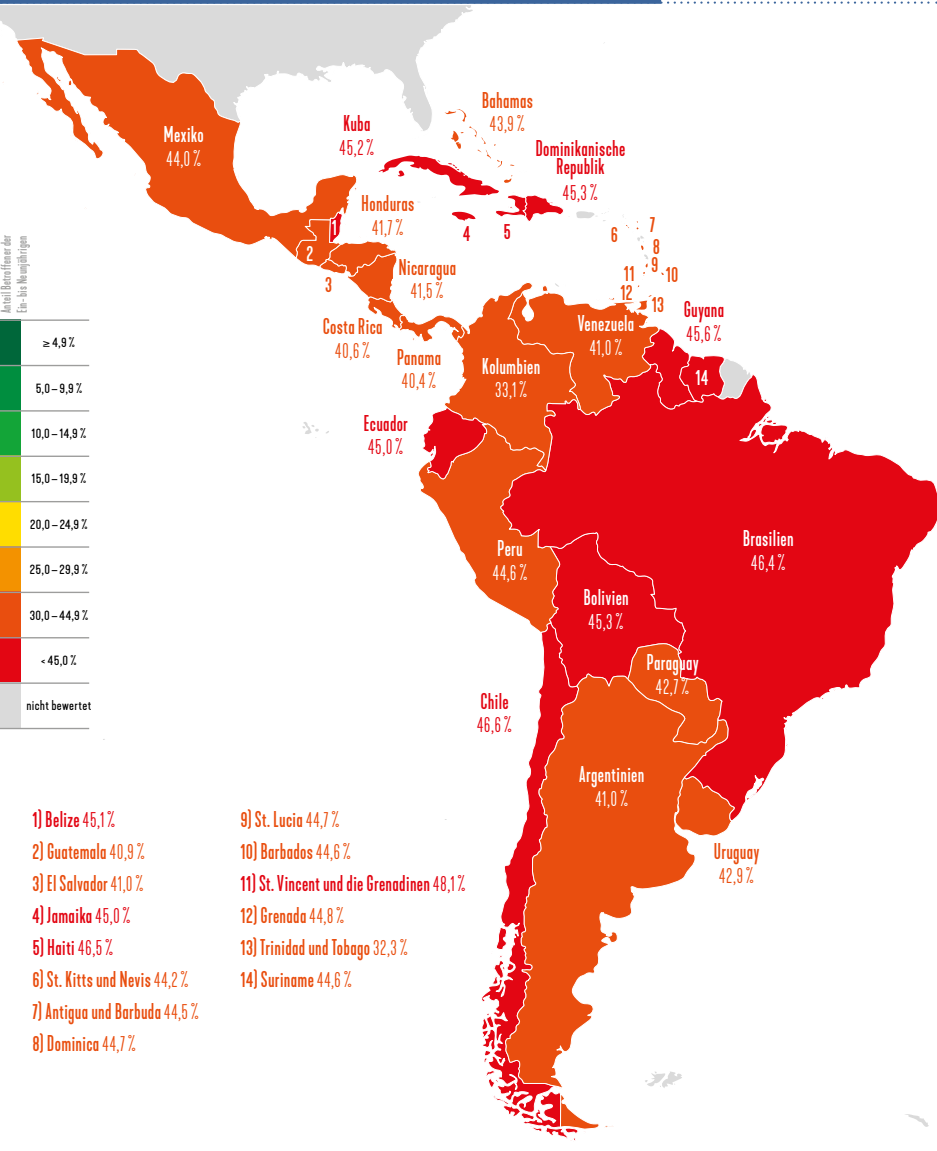 Bahamas
43,9 %
Kuba
45,2 %
Mexiko
44,0 %
Dominikanische
Republik
45,3 %
Honduras
41,7 %
1
2
3
4
5
6
7
8
9
10
11
12
13
Nicaragua
41,5 %
Costa Rica
40,6 %
Panama
40,4 %
Venezuela
41,0 %
Guyana
45,6 %
14
Kolumbien
33,1 %
Ecuador
45,0 %
Brasilien
46,4 %
Peru
44,6 %
Bolivien
45,3 %
Paraguay
42,7 %
Chile
46,6 %
Argentinien
41,0 %
Uruguay
42,9 %
Anteil Betroffener der
Ein- bis Neunjährigen
≥ 4,9 %
5,0 – 9,9 %
10,0 – 14,9 %
15,0 – 19,9 %
20,0 – 24,9 %
25,0 – 29,9 %
30,0 – 44,9 %
< 45,0 %
nicht bewertet
1) Belize 45,1 %
2) Guatemala 40,9 %
3) El Salvador 41,0 %
4) Jamaika 45,0 %
5) Haiti 46,5 %
6) St. Kitts und Nevis 44,2 %
7) Antigua und Barbuda 44,5 %
8) Dominica 44,7 %
9) St. Lucia 44,7 %
10) Barbados 44,6 %
11) St. Vincent und die Grenadinen 48,1 %
12) Grenada 44,8 %
13) Trinidad und Tobago 32,3 %
14) Suriname 44,6 %